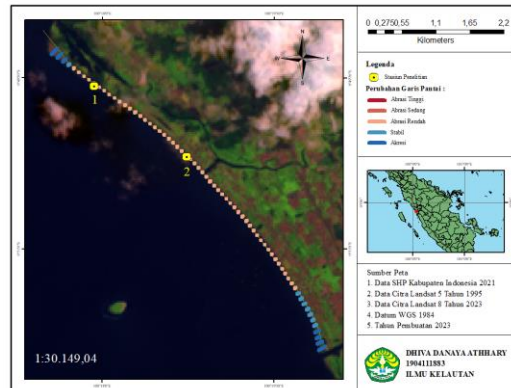 N
W E
S
1
2
1:30.149,04
0 0,275 0,55 1,1 1,65 2,2
Kilometers
Legenda
Stasiun Penelitian
Perubahan Garis Pantai :
Abrasi Tinggi
Abrasi Sedang
Abrasi Rendah
Stabil
Akresi
Sumber Peta
1. Data SHP Kabupaten Indonesia 2021
2. Data Citra Landsat 5 Tahun 1995
3. Data Citra Landsat 8 Tahun 2023
4. Datum WGS 1984
5. Tahun Pembuatan 2023
DHIVA DANAYA ATHHARY
1904111883
ILMU KELAUTAN